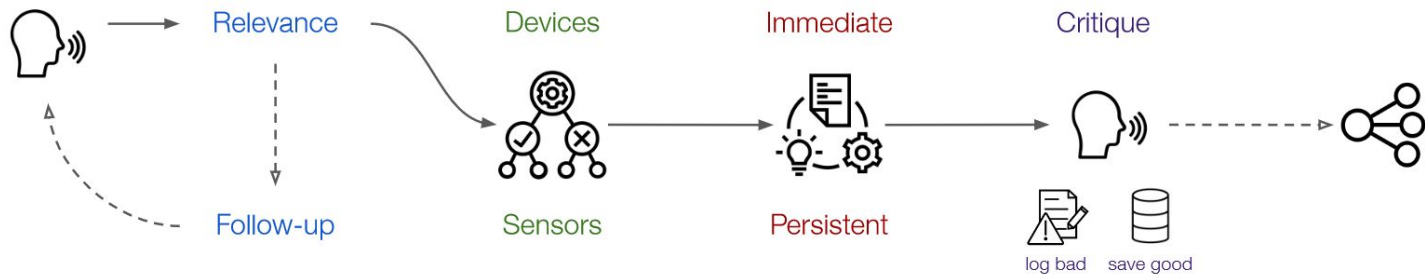 Relevance
Devices
Immediate
Critique
Follow-up
Sensors
Persistent
log bad
save good